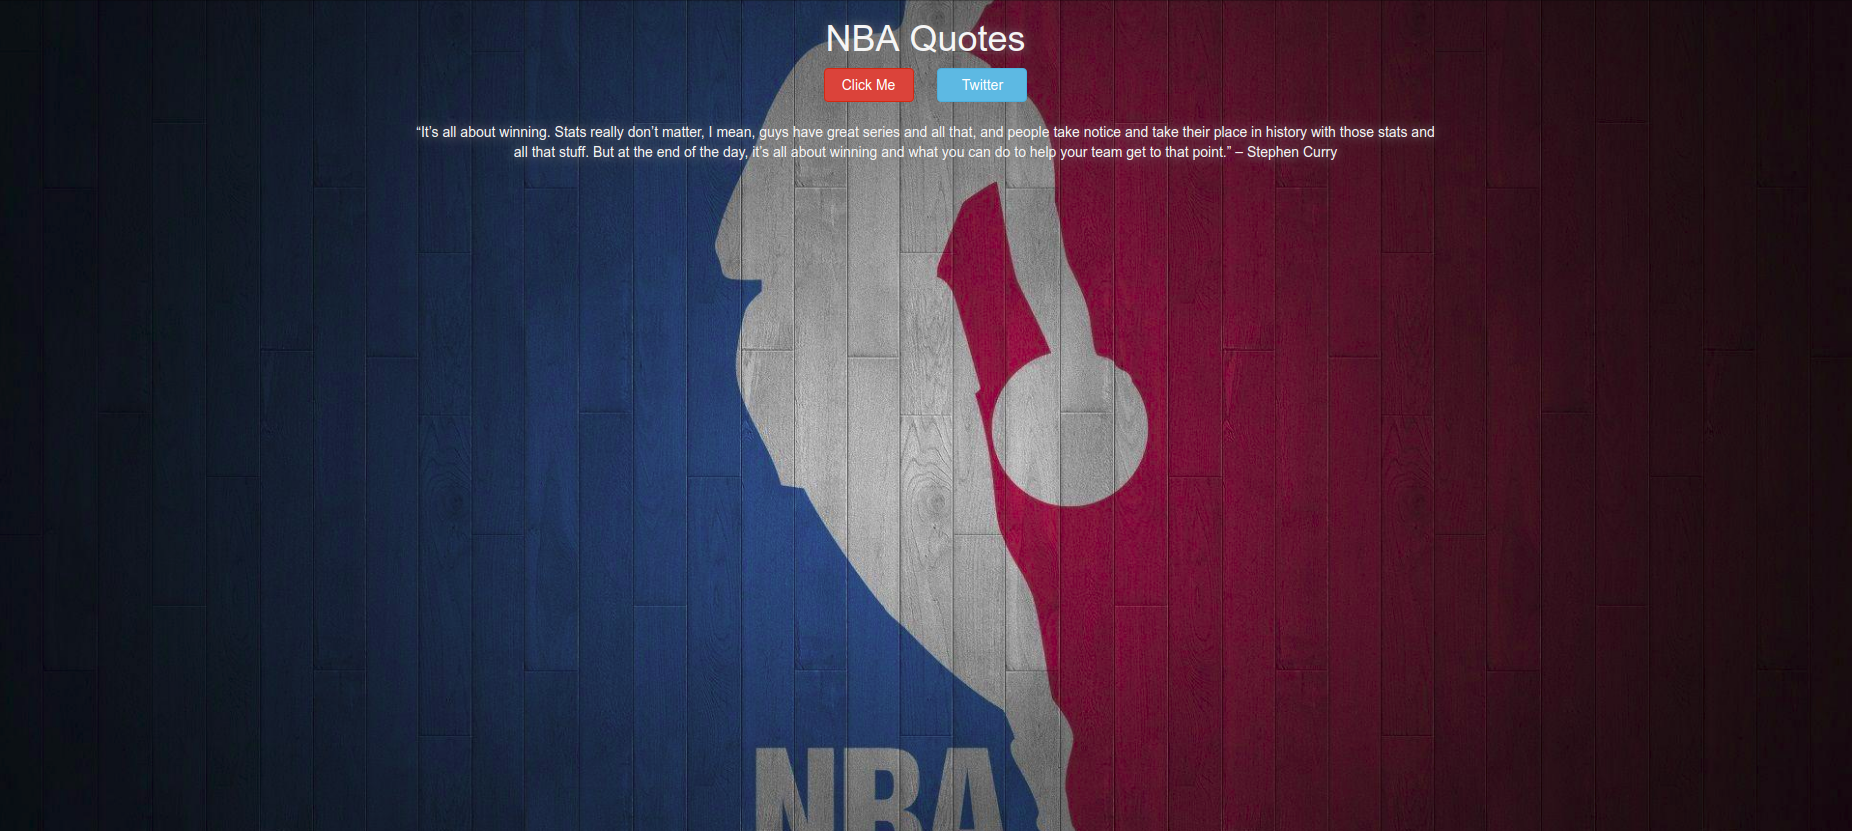 NBA Quotes
Click Me
Twitter
“It’s all about winning. Stats really don’t matter, I mean, guys have great series and all that, and people take notice and take their place in history with those stats and
all that stuff. But at the end of the day, it’s all about winning and what you can do to help your team get to that point.” – Stephen Curry
NBA